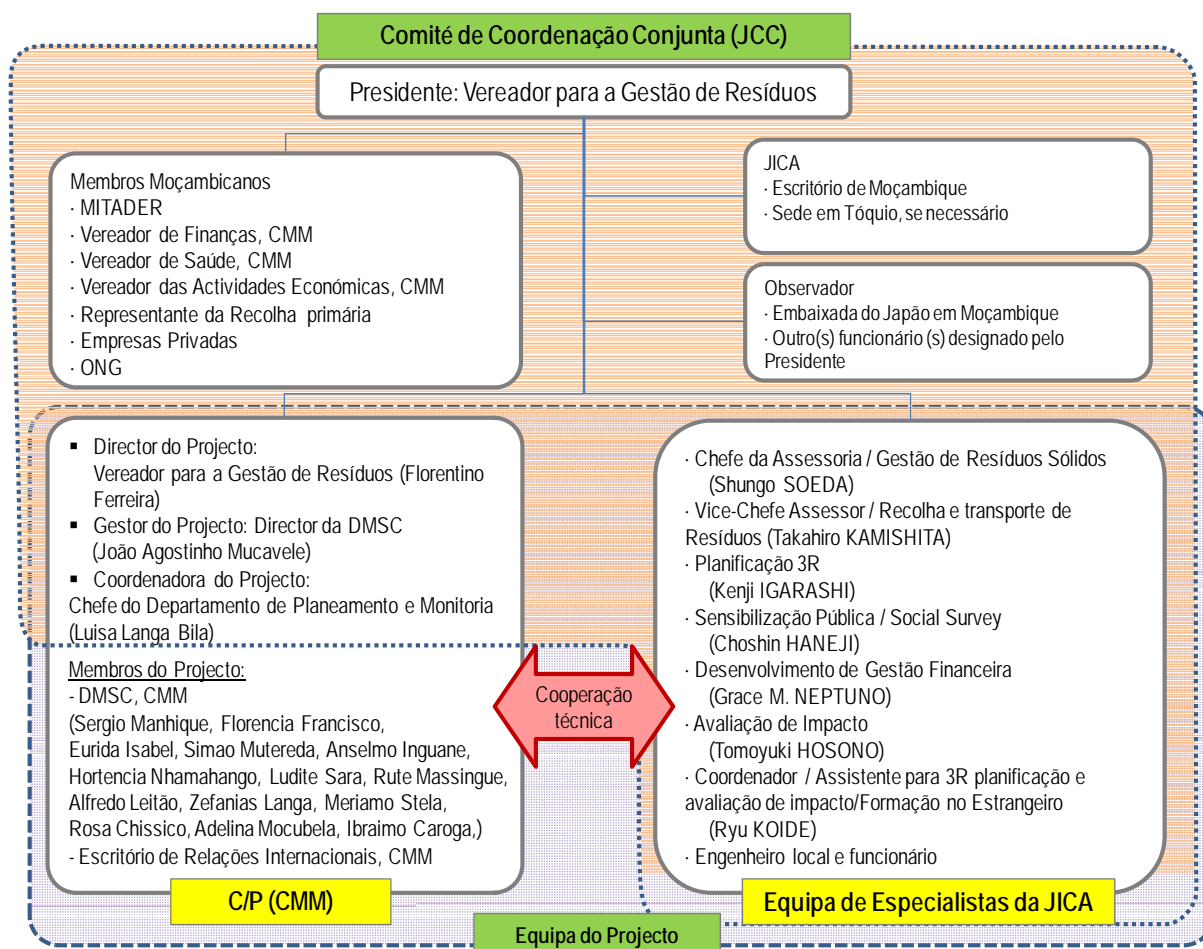 Comité de Coordenação Conjunta (JCC)
Presidente: Vereador para a Gestão de Resíduos
Membros Moçambicanos
· MITADER
· Vereador de Finanças, CMM
· Vereador de Saúde, CMM
· Vereador das Actividades Económicas, CMM
· Representante da Recolha primária
· Empresas Privadas
· ONG
JICA
· Escritório de Moçambique
· Sede em Tóquio, se necessário
Observador
· Embaixada do Japão em Moçambique
· Outro(s) funcionário (s) designado pelo
Presidente
▪ Director do Projecto:
Vereador para a Gestão de Resíduos (Florentino
Ferreira)
▪ Gestor do Projecto: Director da DMSC
(João Agostinho Mucavele)
▪ Coordenadora do Projecto:
Chefe do Departamento de Planeamento e Monitoria
(Luisa Langa Bila)
Membros do Projecto:
- DMSC, CMM
(Sergio Manhique, Florencia Francisco,
Eurida Isabel, Simao Mutereda, Anselmo Inguane,
Hortencia Nhamahango, Ludite Sara, Rute Massingue,
Alfredo Leitão, Zefanias Langa, Meriamo Stela,
Rosa Chissico, Adelina Mocubela, Ibraimo Caroga,)
- Escritório de Relações Internacionais, CMM
C/P (CMM)
Cooperação
técnica
· Chefe da Assessoria / Gestão de Resíduos Sólidos
(Shungo SOEDA)
· Vice-Chefe Assessor / Recolha e transporte de
Resíduos (Takahiro KAMISHITA)
· Planificação 3R
(Kenji IGARASHI)
· Sensibilização Pública / Social Survey
(Choshin HANEJI)
· Desenvolvimento de Gestão Financeira
(Grace M. NEPTUNO)
· Avaliação de Impacto
(Tomoyuki HOSONO)
· Coordenador / Assistente para 3R planificação e
avaliação de impacto/Formação no Estrangeiro
(Ryu KOIDE)
· Engenheiro local e funcionário
Equipa de Especialistas da JICA
Equipa do Projecto